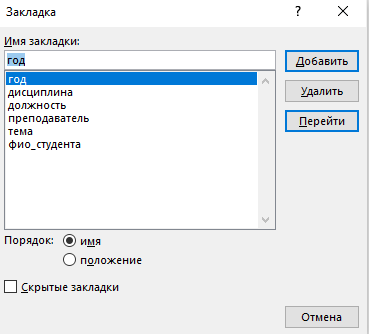 Закладка
Имя закладки:
год
Добавить
год
дисциплина
должность
преподаватель
тема
фио_студента
Удалить
Перейти
Порядок:
имя
положение
Скрытые закладки
Отмена